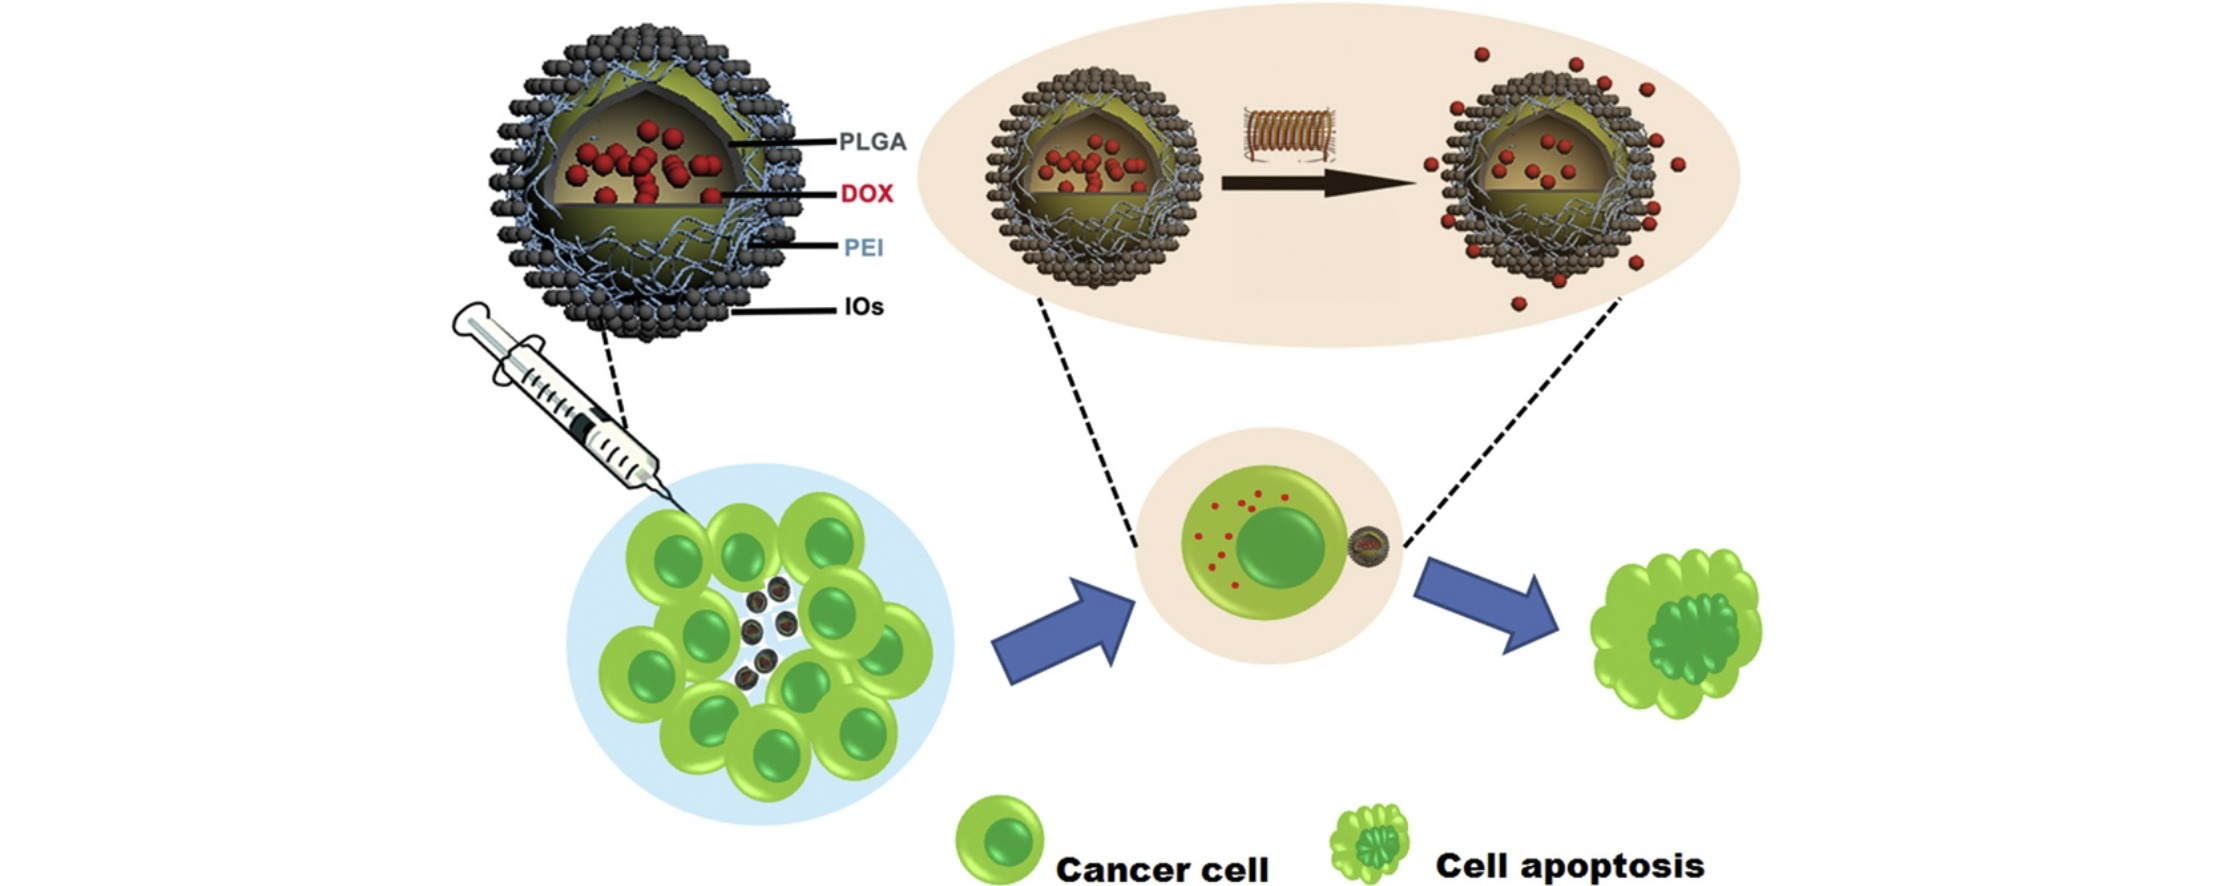 PLGA
DOX
PEI
IOs
Cancer cell
Cell apoptosis